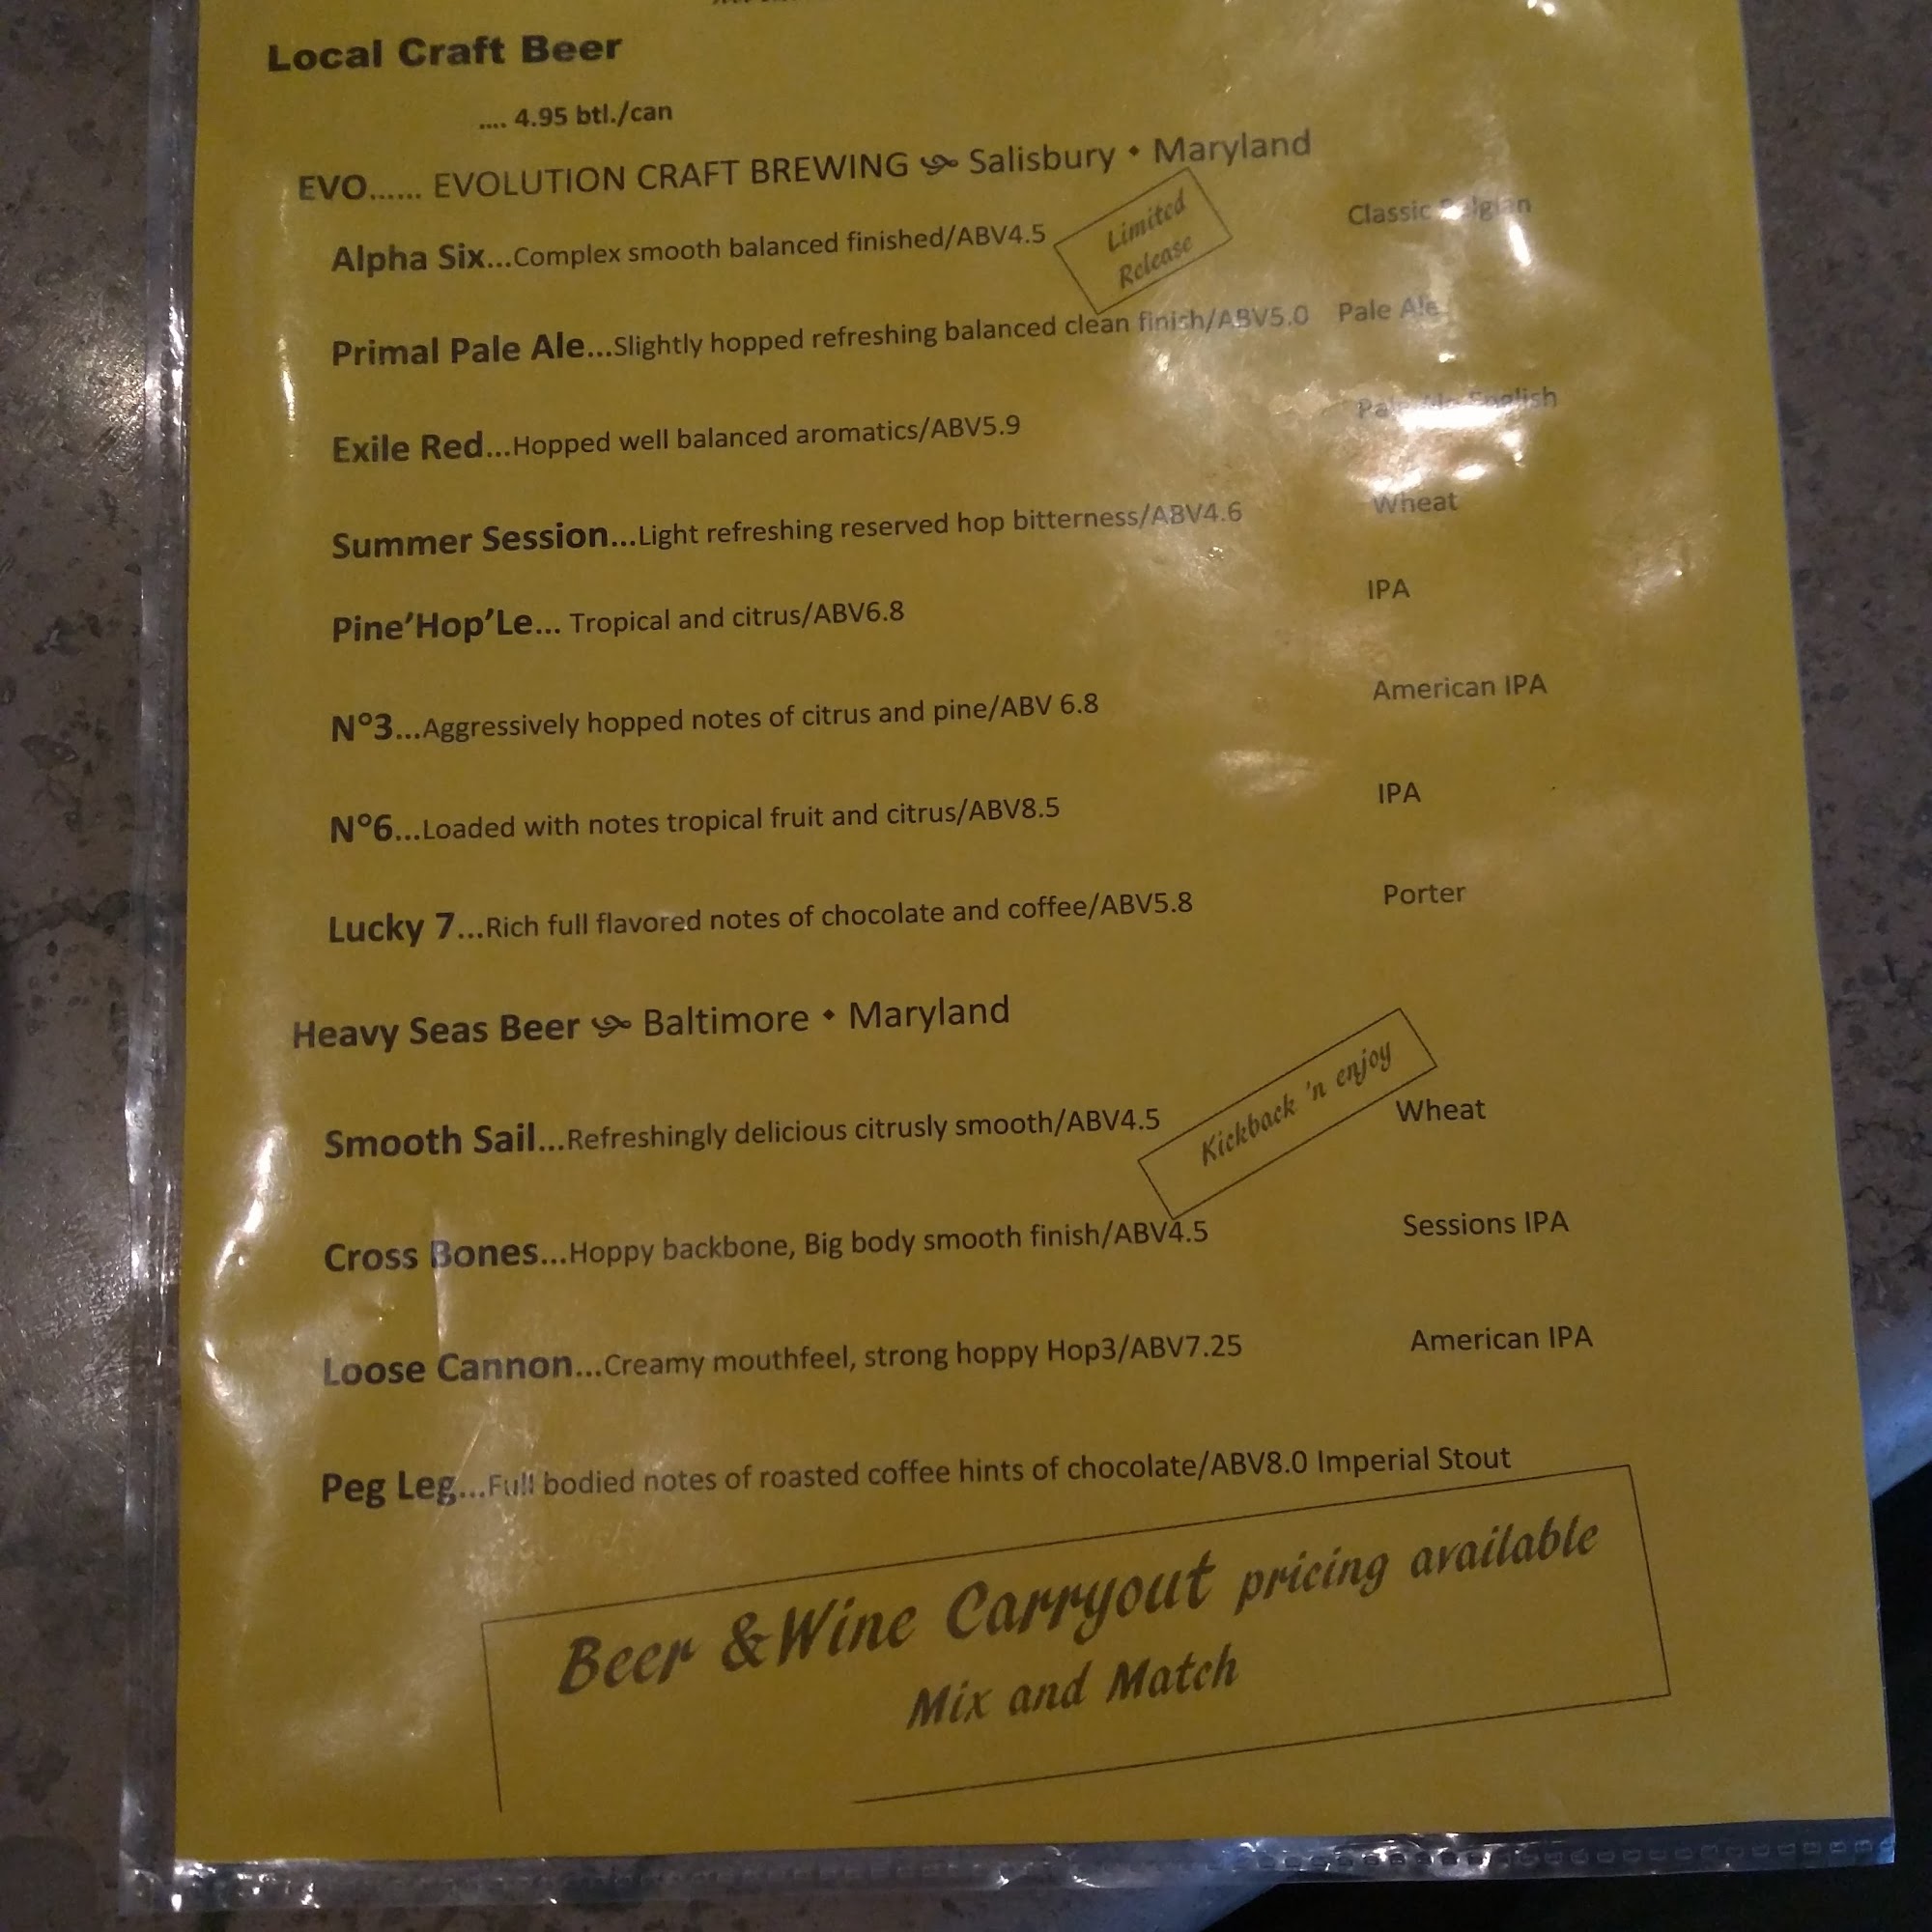 Local Craft Beer
.... 4.95 btl./can
EVO...... EVOLUTION CRAFT BREWING Salisbury • Maryland
Alpha Six...Complex smooth balanced finished/ABV4.5 Classic Belgian
Limited
Release
Primal Pale Ale...Slightly hopped refreshing balanced clean finish/ABV5.0 Pale Ale
Exile Red...Hopped well balanced aromatics/ABV5.9 Pale Ale English
Summer Session...Light refreshing reserved hop bitterness/ABV4.6 Wheat
Pine'Hop'Le... Tropical and citrus/ABV6.8 IPA
N°3...Aggressively hopped notes of citrus and pine/ABV 6.8 American IPA
N°6...Loaded with notes tropical fruit and citrus/ABV8.5 IPA
Lucky 7...Rich full flavored notes of chocolate and coffee/ABV5.8 Porter
Heavy Seas Beer Baltimore • Maryland
Kickback 'n enjoy
Smooth Sail...Refreshingly delicious citrusly smooth/ABV4.5 Wheat
Cross Bones...Hoppy backbone, Big body smooth finish/ABV4.5 Sessions IPA
Loose Cannon...Creamy mouthfeel, strong hoppy Hop3/ABV7.25 American IPA
Peg Leg...Full bodied notes of roasted coffee hints of chocolate/ABV8.0 Imperial Stout
Beer &Wine Carryout pricing available
Mix and Match